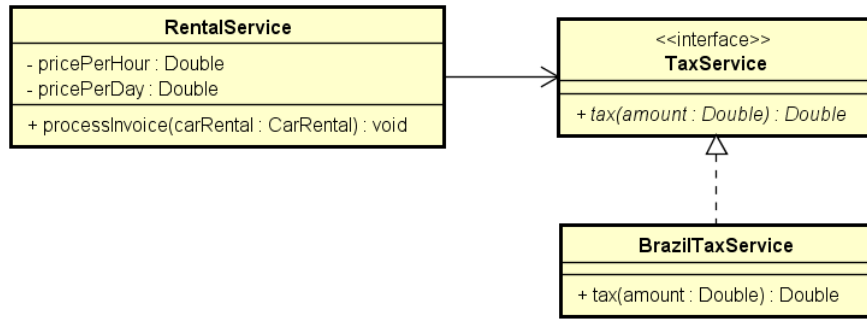 RentalService
- pricePerHour : Double
- pricePerDay : Double
+ processInvoice(carRental : CarRental) : void
<<interface>>
TaxService
+ tax(amount : Double) : Double
BrazilTaxService
+ tax(amount : Double) : Double